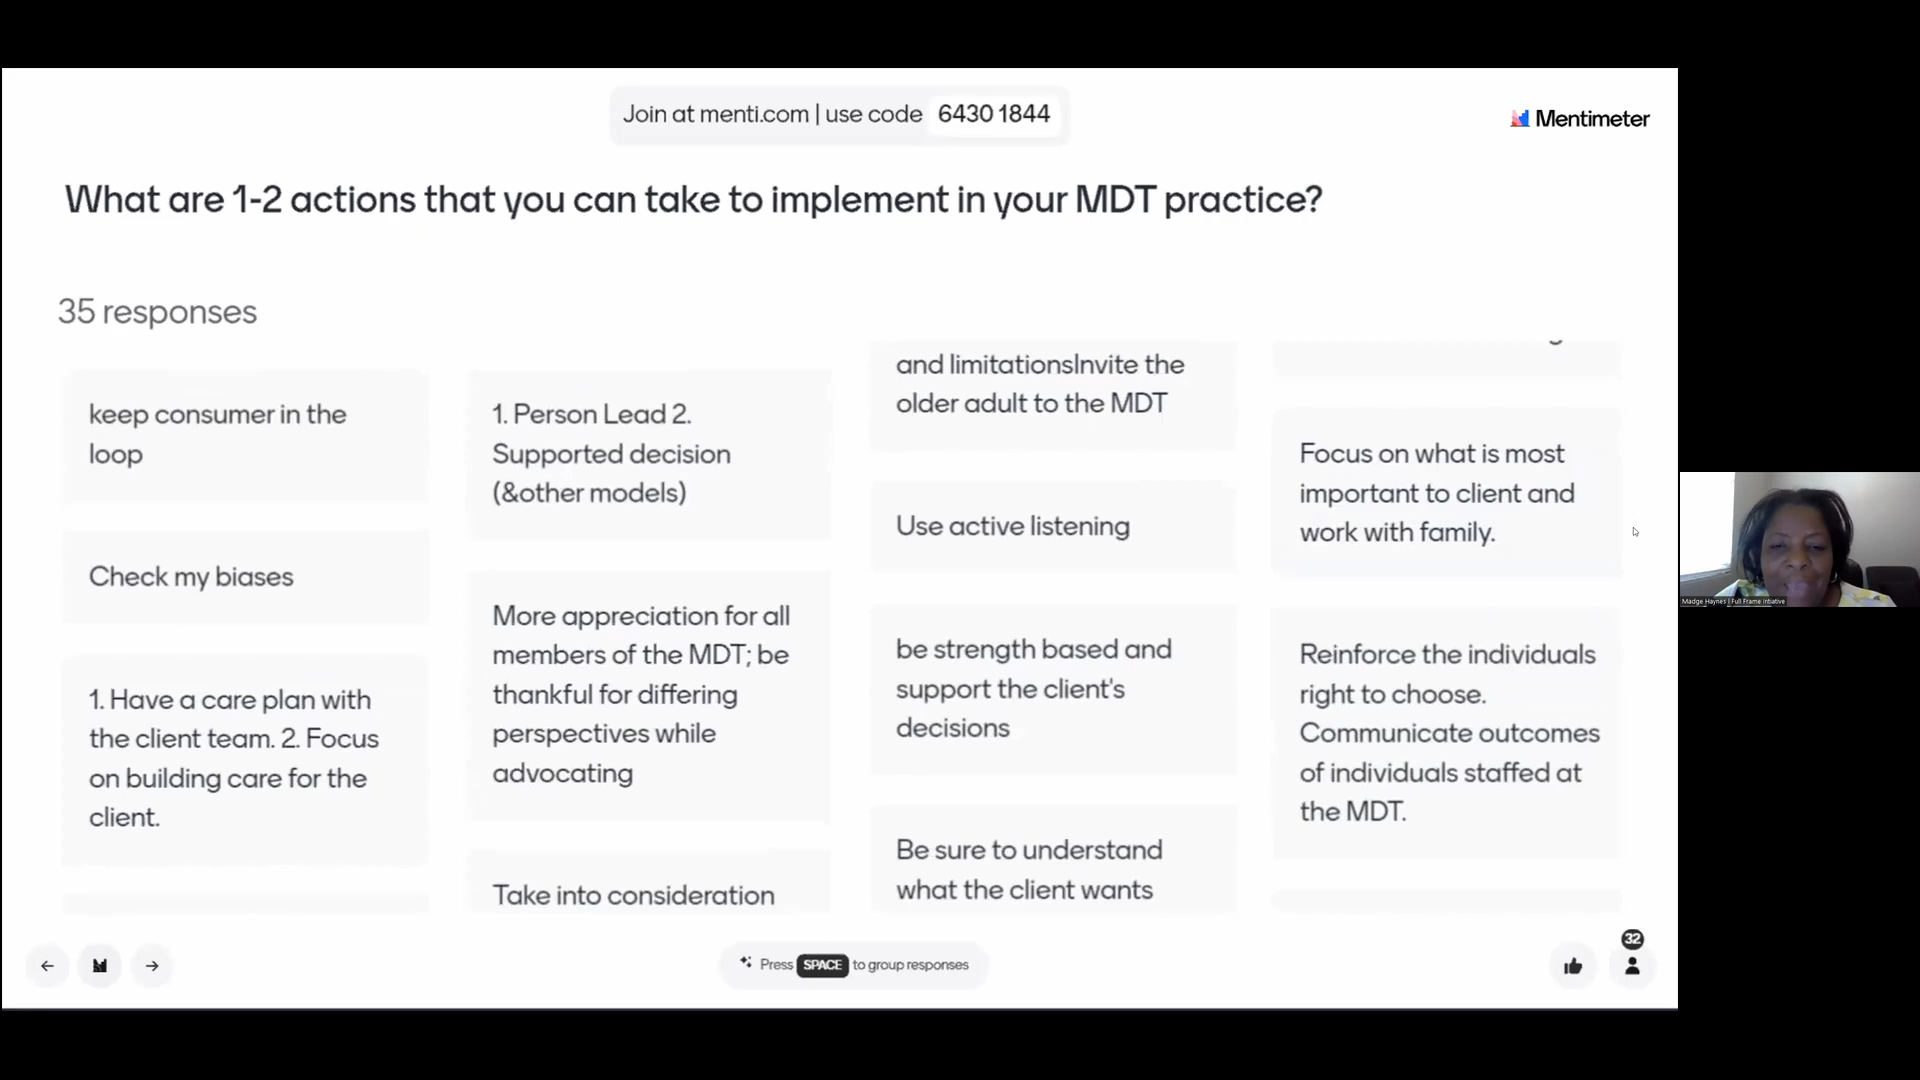 Join at menti.com | use code 6430 1844
Mentimeter
What are 1-2 actions that you can take to implement in your MDT practice?
35 responses
keep consumer in the
loop
Check my biases
1. Have a care plan with
the client team. 2. Focus
on building care for the
client.
1. Person Lead 2.
Supported decision
(&other models)
More appreciation for all
members of the MDT; be
thankful for differing
perspectives while
advocating
Take into consideration
and limitationsInvite the
older adult to the MDT
Use active listening
be strength based and
support the client's
decisions
Be sure to understand
what the client wants
Focus on what is most
important to client and
work with family.
Reinforce the individuals
right to choose.
Communicate outcomes
of individuals staffed at
the MDT.
Madge Haynes | Full Frame Initiative
Press SPACE to group responses
32